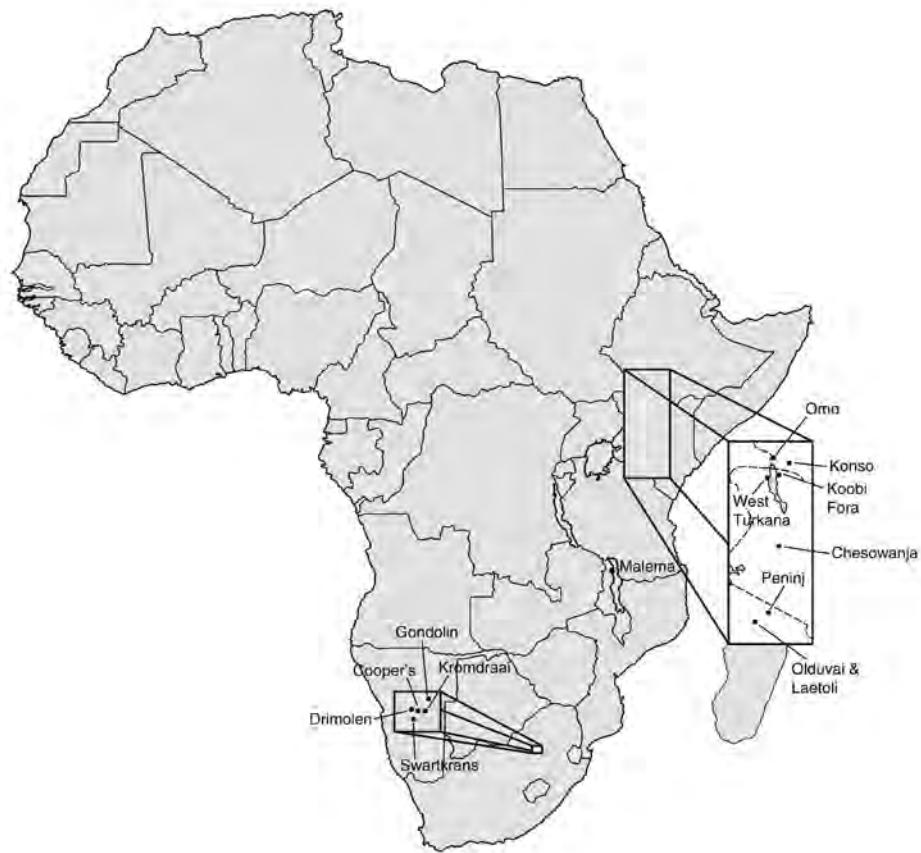 Omo
Konso
Koobi
Fora
West
Turkana
Chesowanja
Peninj
Malema
Olduvai &
Laetoli
Gondolin
Cooper's
Kromdraai
Drimolen
Swartkrans